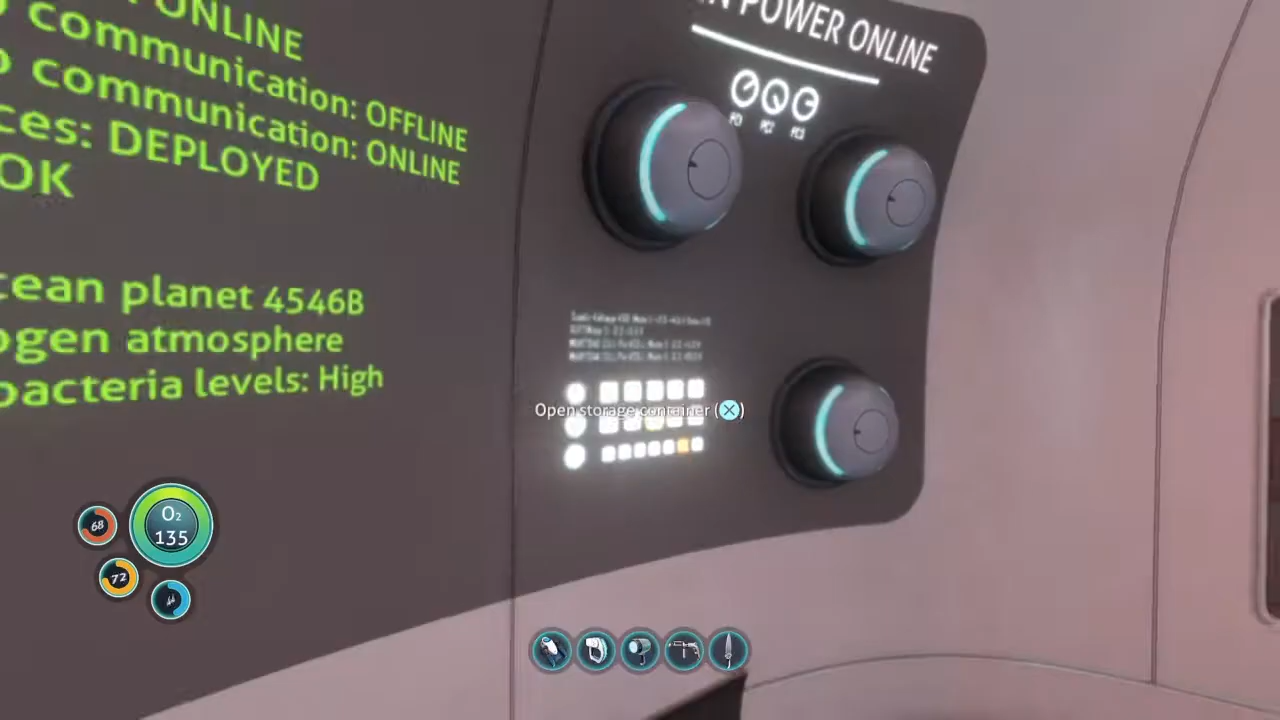 ONLINE
communication: OFFLINE
communication: ONLINE
ces: DEPLOYED
OK
cean planet 4546B
ogen atmosphere
bacteria levels: High
N POWER ONLINE
Open storage container
O₂
135
68
72